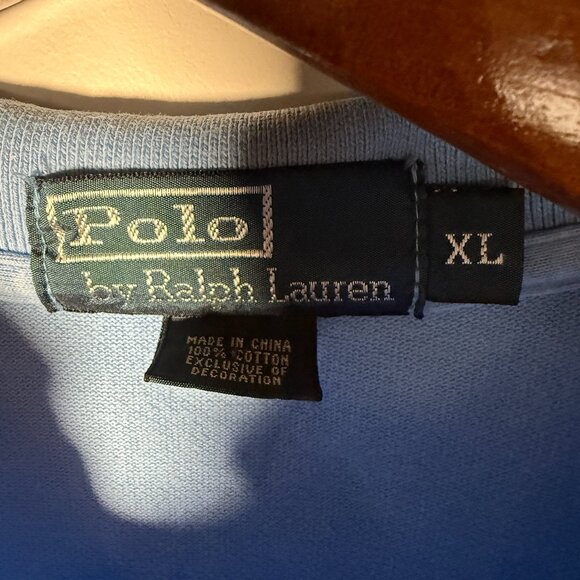 Polo
by Ralph Lauren
XL
MADE IN CHINA
100% COTTON
EXCLUSIVE OF
DECORATION